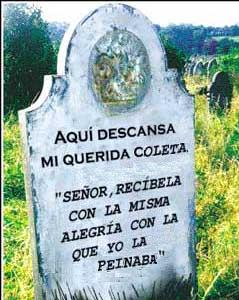 AQUÍ DESCANSA
MI QUERIDA COLETA.
"SEÑOR, RECÍBELA
CON LA MISMA
ALEGRÍA CON LA
QUE YO LA
PEINABA"